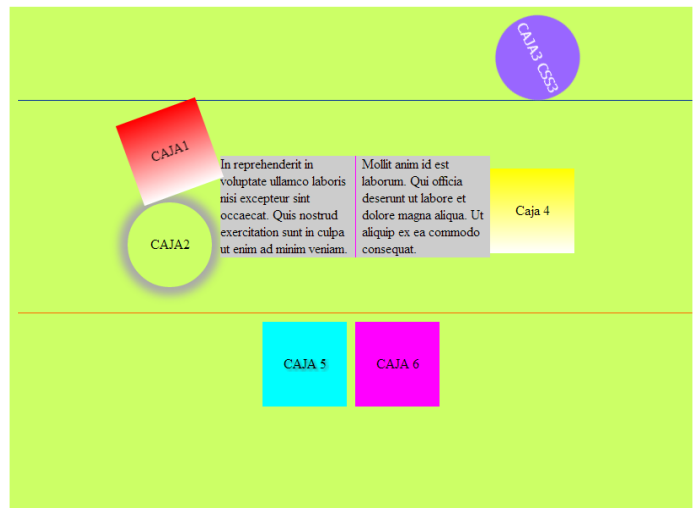 CAJA3 CSS3
CAJA1
In reprehenderit in
voluptate ullamco laboris
nisi excepteur sint
occaecat. Quis nostrud
exercitation sunt in culpa
ut enim ad minim veniam.
Mollit anim id est
laborum. Qui officia
deserunt ut labore et
dolore magna aliqua. Ut
aliquip ex ea commodo
consequat.
Caja 4
CAJA2
CAJA 5
CAJA 6